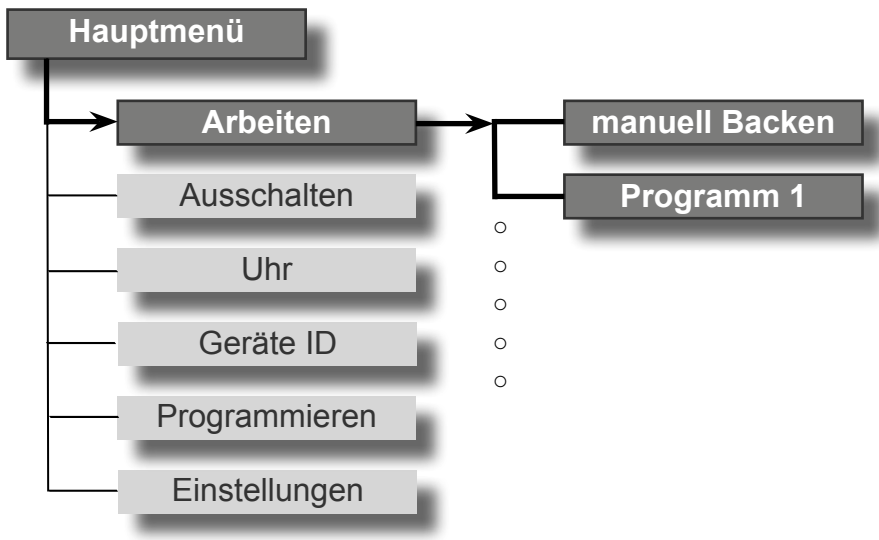 Hauptmenü
Arbeiten
manuell Backen
Ausschalten
Programm 1
Uhr
Geräte ID
Programmieren
Einstellungen